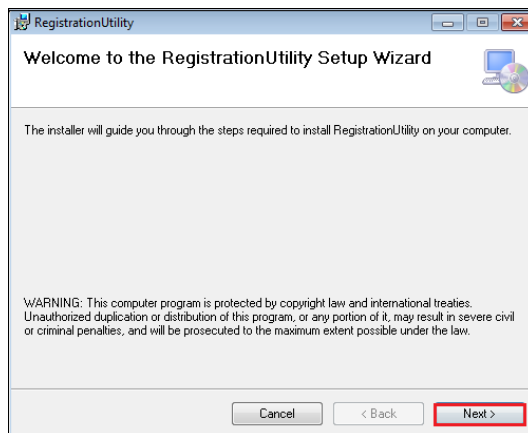 RegistrationUtility
Welcome to the RegistrationUtility Setup Wizard
The installer will guide you through the steps required to install RegistrationUtility on your computer.
WARNING: This computer program is protected by copyright law and international treaties.
Unauthorized duplication or distribution of this program, or any portion of it, may result in severe civil
or criminal penalties, and will be prosecuted to the maximum extent possible under the law.
Cancel
< Back
Next >